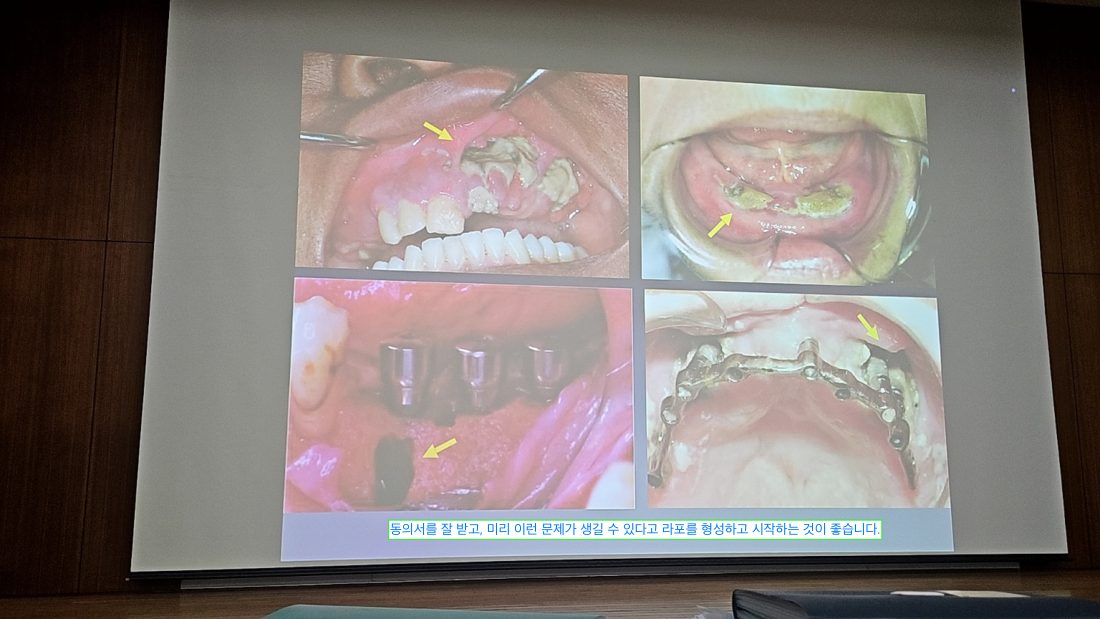 동의서를 잘 받고, 미리 이런 문제가 생길 수 있다고 라포를 형성하고 시작하는 것이 좋습니다.